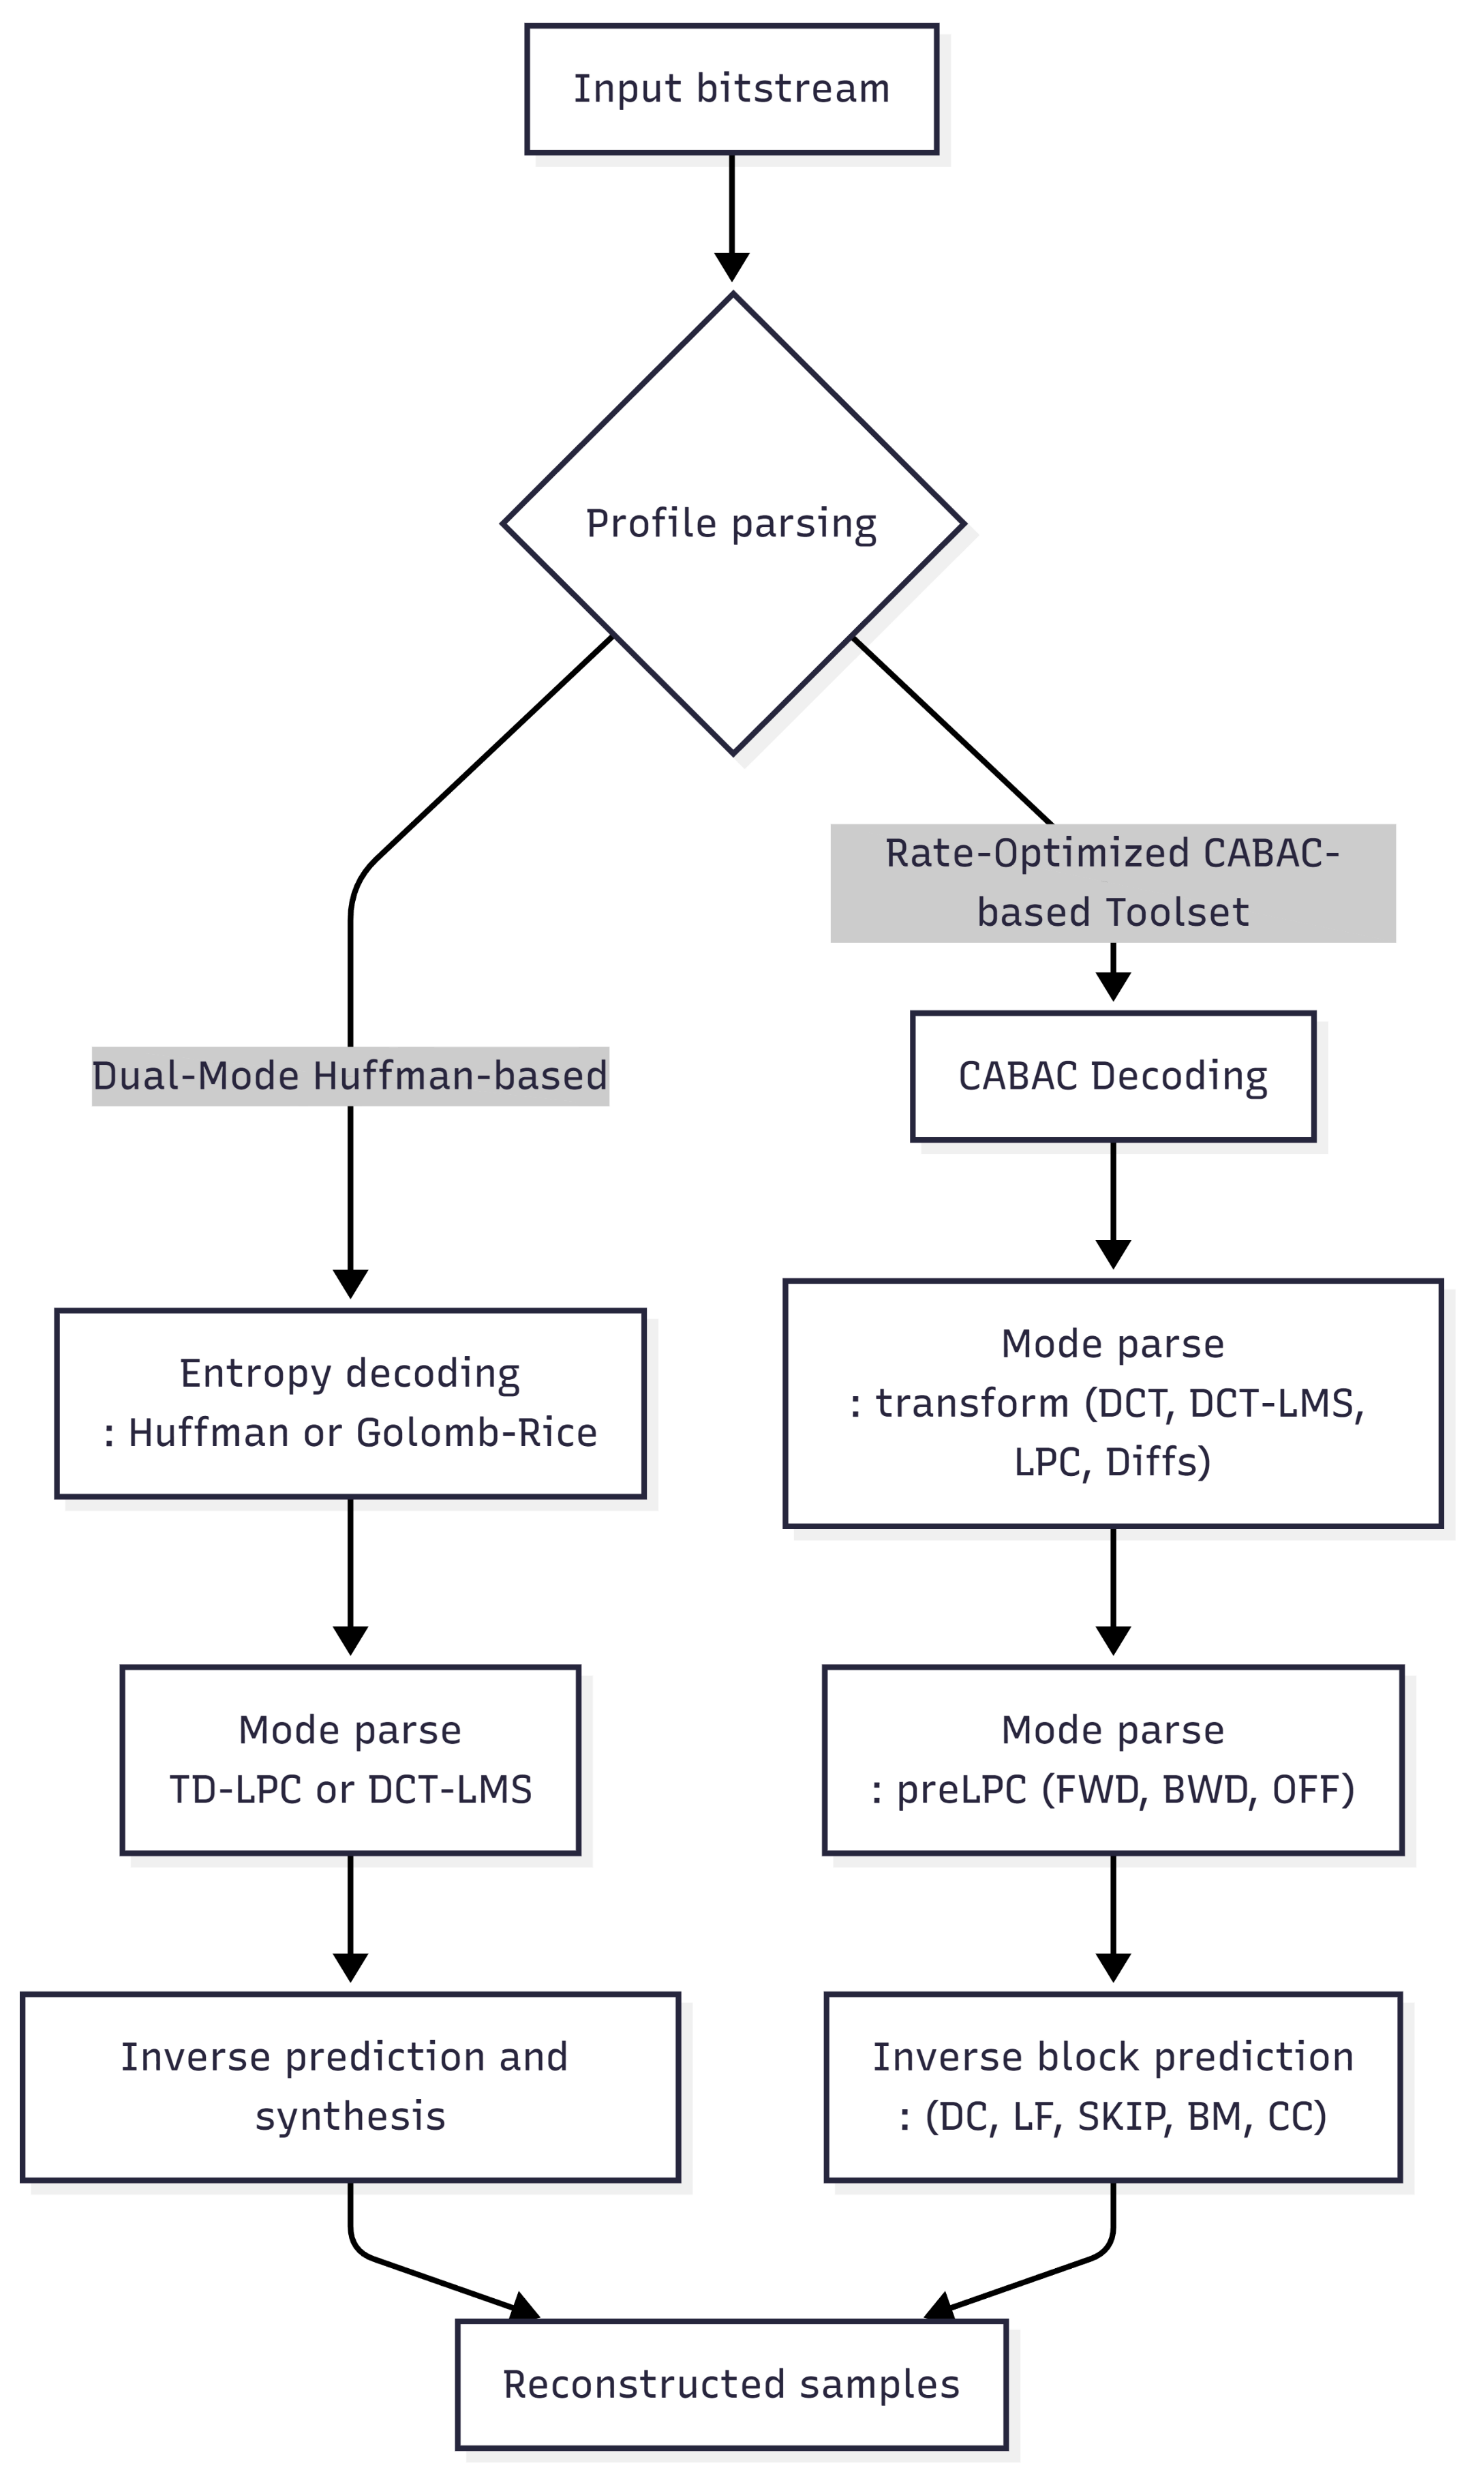 Input bitstream
Profile parsing
Rate-Optimized CABAC-
based Toolset
Dual-Mode Huffman-based
CABAC Decoding
Entropy decoding
: Huffman or Golomb-Rice
Mode parse
: transform (DCT, DCT-LMS,
LPC, Diffs)
Mode parse
TD-LPC or DCT-LMS
Mode parse
: preLPC (FWD, BWD, OFF)
Inverse prediction and
synthesis
Inverse block prediction
: (DC, LF, SKIP, BM, CC)
Reconstructed samples